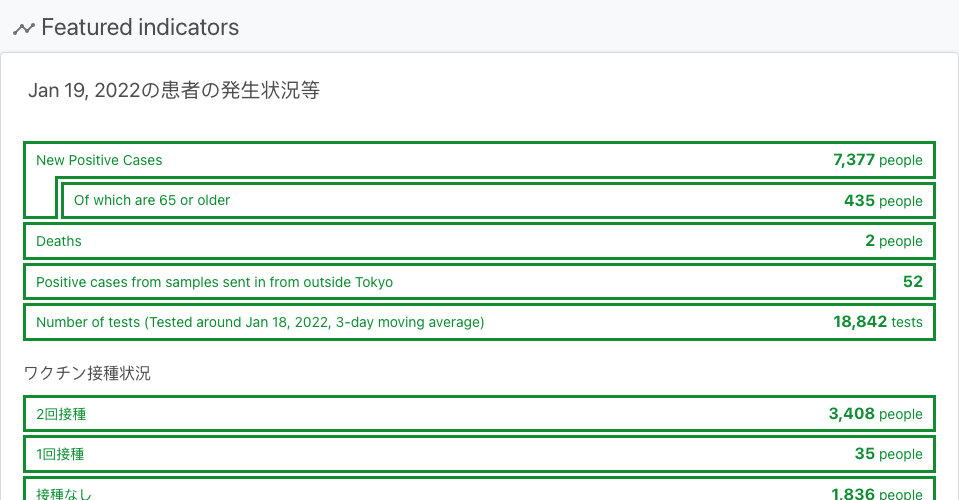 Featured indicators
Jan 19, 2022の患者の発生状況等
New Positive Cases 7,377 people
Of which are 65 or older 435 people
Deaths 2 people
Positive cases from samples sent in from outside Tokyo 52
Number of tests (Tested around Jan 18, 2022, 3-day moving average) 18,842 tests
ワクチン接種状況
2回接種 3,408 people
1回接種 35 people
接種なし 1,836 people